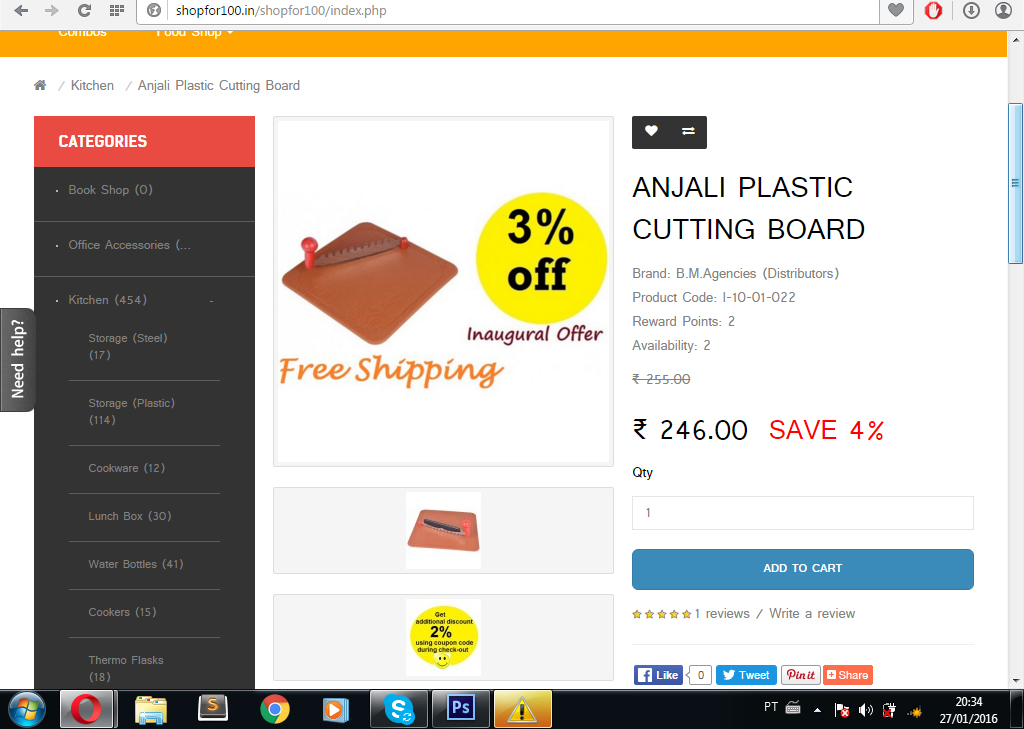 shopfor100.in/shopfor100/index.php
Combos Food Shop
/ Kitchen / Anjali Plastic Cutting Board
CATEGORIES
Book Shop (0)
Office Accessories (...
Kitchen (454) -
Storage (Steel)
(17)
Storage (Plastic)
(114)
Cookware (12)
Lunch Box (30)
Water Bottles (41)
Cookers (15)
Thermo Flasks
(18)
Need help?
3%
off
Inaugural Offer
Free Shipping
Get
additional discount
2%
using coupon code
during check-out
ANJALI PLASTIC
CUTTING BOARD
Brand: B.M.Agencies (Distributors)
Product Code: I-10-01-022
Reward Points: 2
Availability: 2
₹ 255.00
₹ 246.00 SAVE 4%
Qty
1
ADD TO CART
1 reviews / Write a review
Like 0 Tweet Pinit Share
S S Ps PT 20:34
27/01/2016